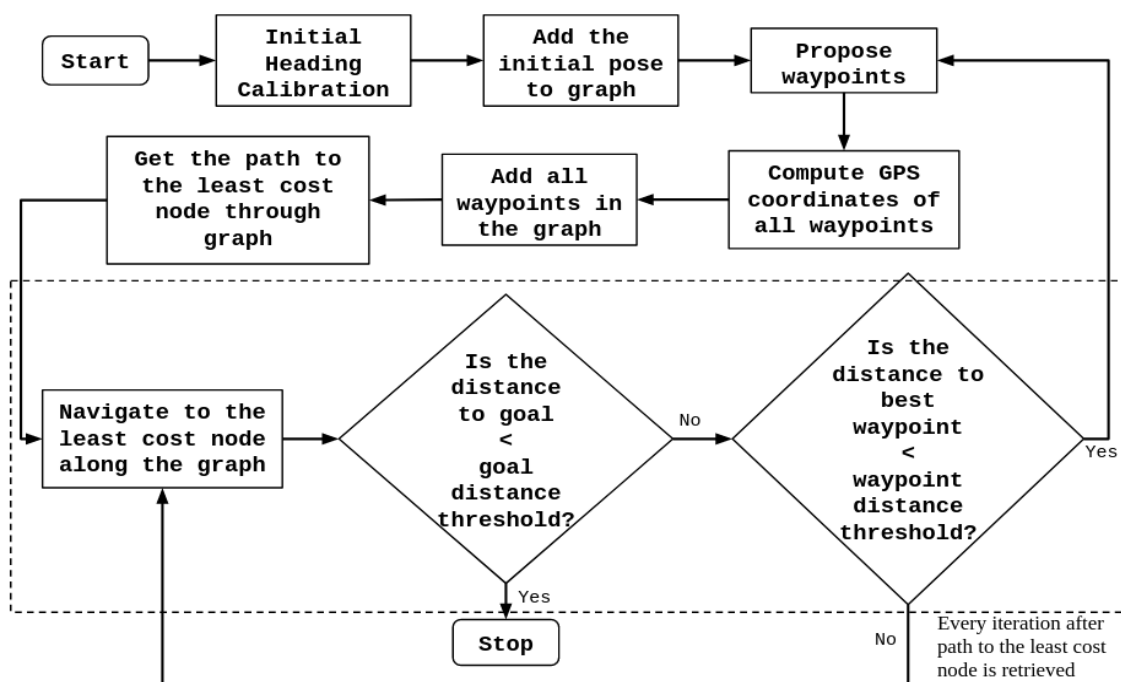 Start
Initial
Heading
Calibration
Add the
initial pose
to graph
Propose
waypoints
Get the path to
the least cost
node through
graph
Add all
waypoints in
the graph
Compute GPS
coordinates of
all waypoints
Navigate to the
least cost node
along the graph
Is the
distance
to goal
<
goal
distance
threshold?
No
Is the
distance to
best
waypoint
<
waypoint
distance
threshold?
Yes
Yes
Stop
No
Every iteration after
path to the least cost
node is retrieved